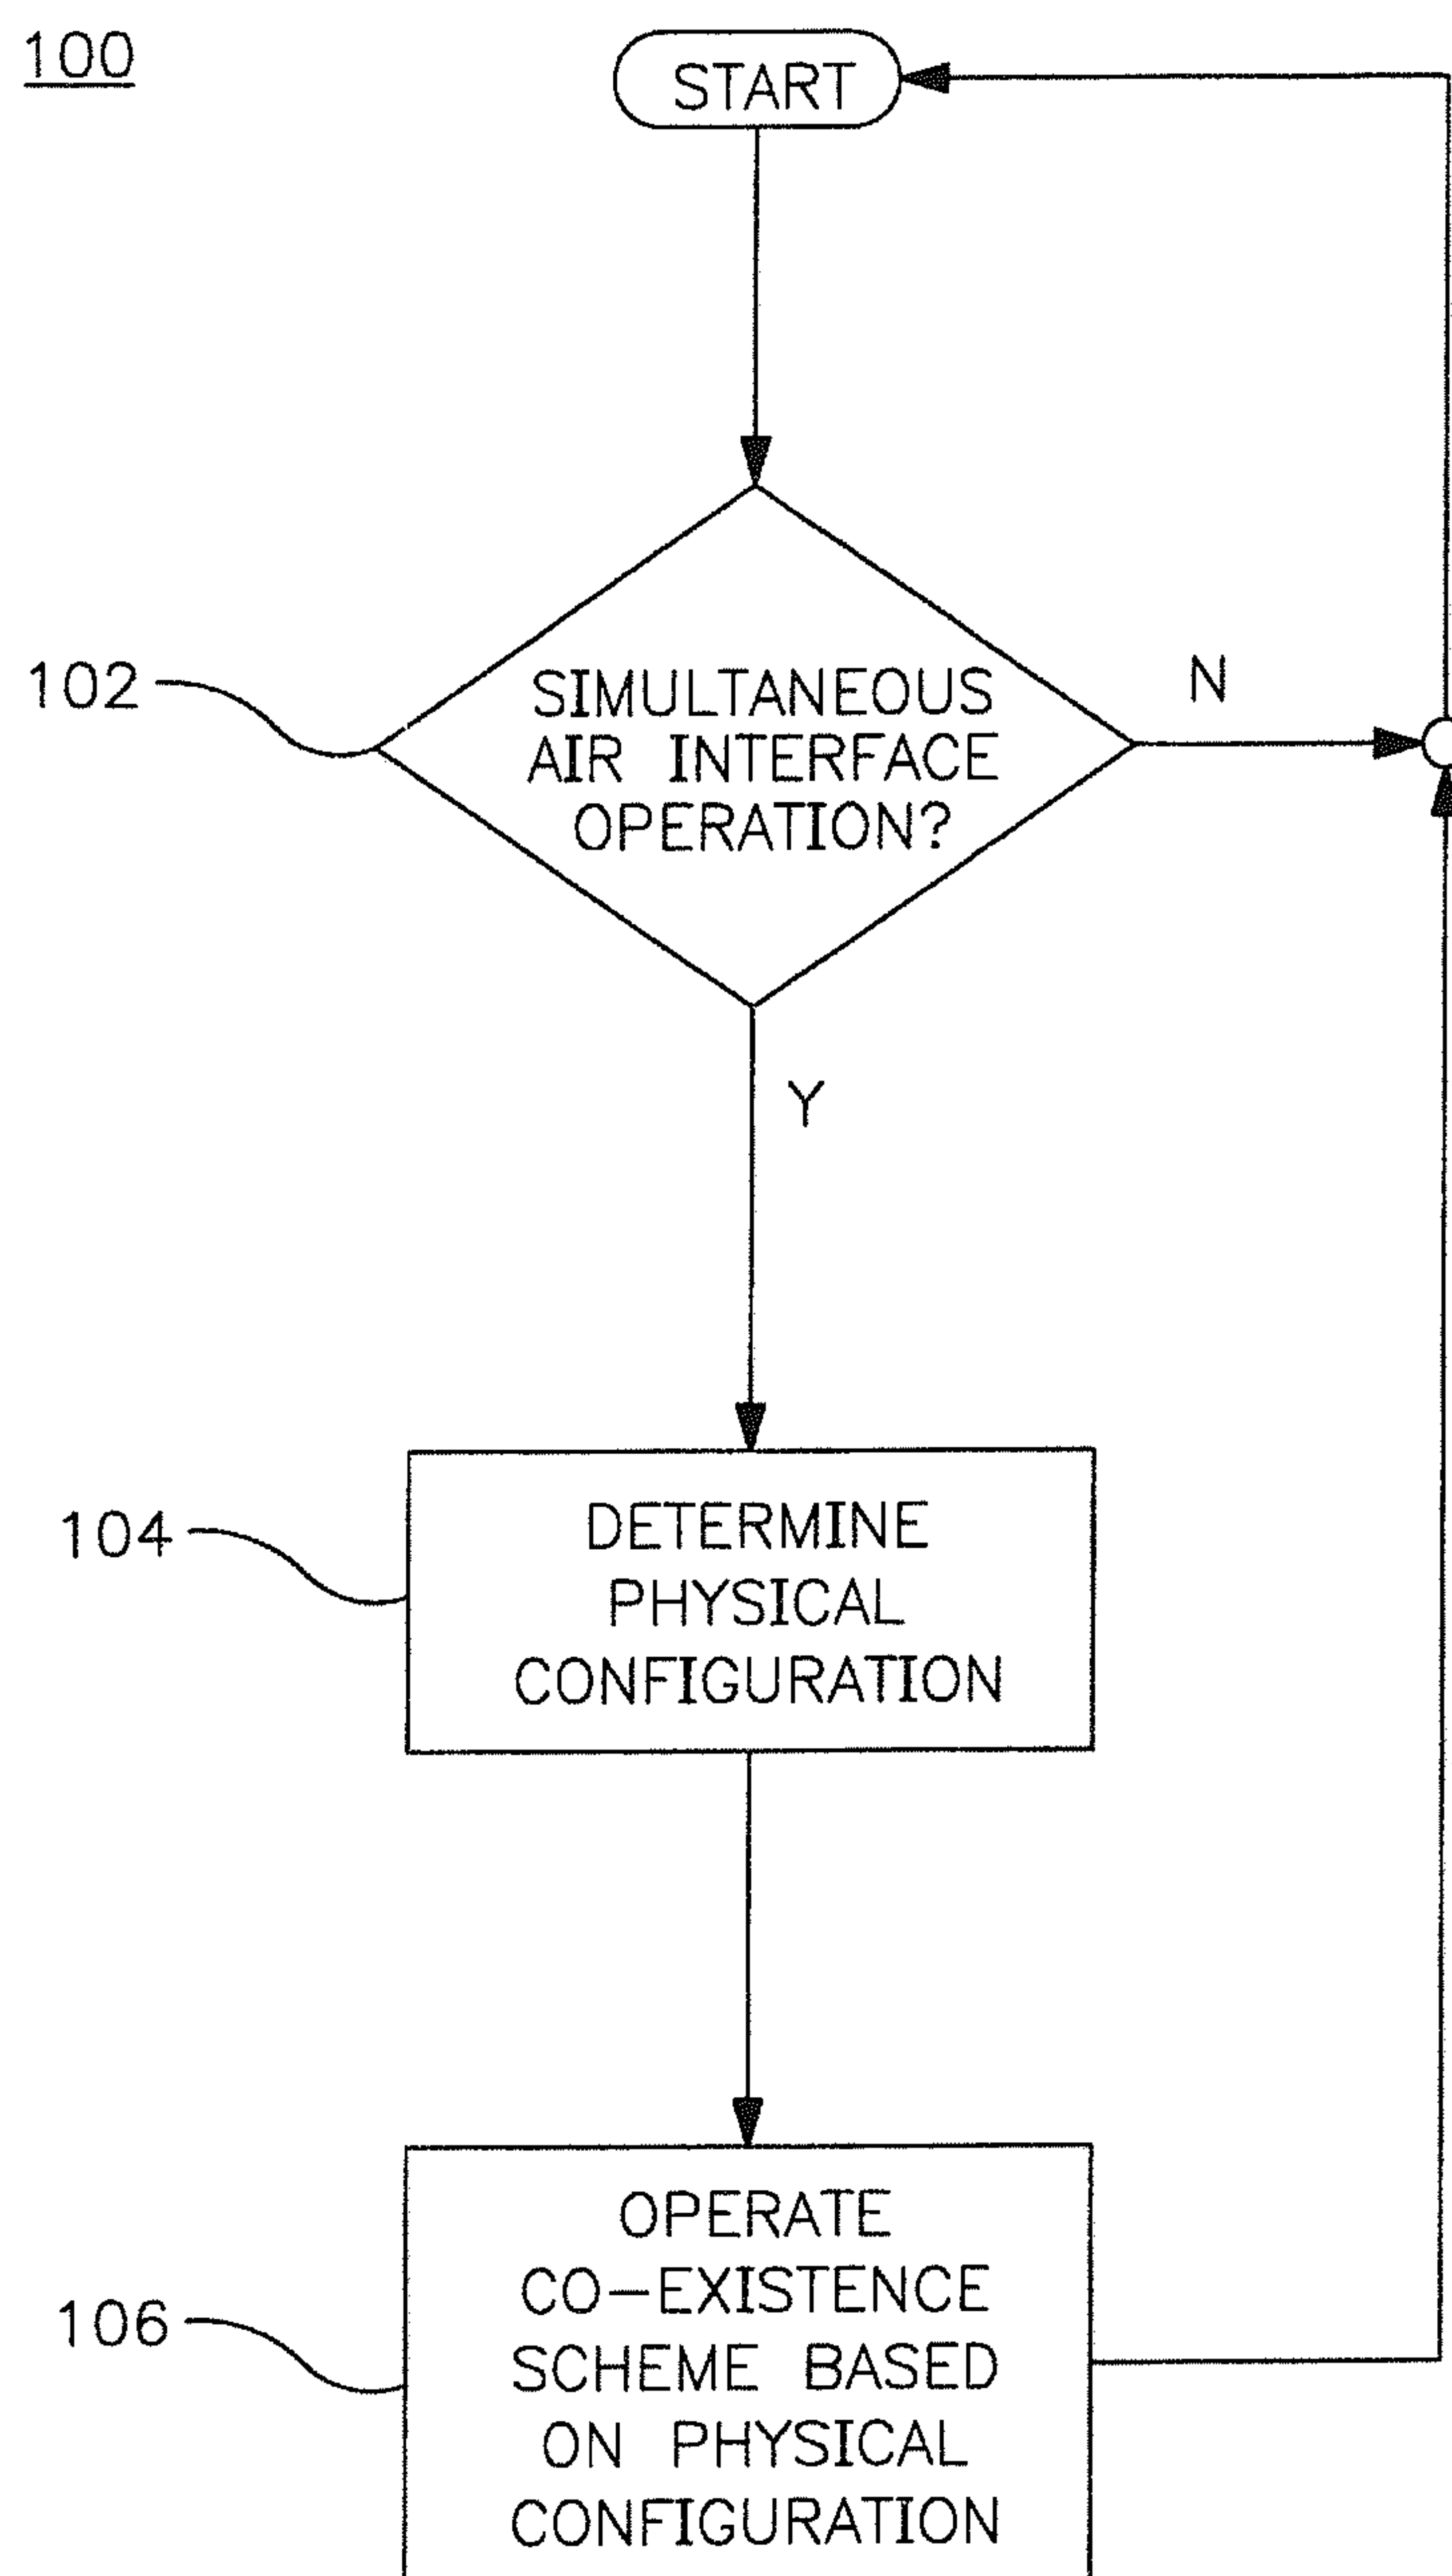 100
START
102
SIMULTANEOUS
AIR INTERFACE
OPERATION?
N
Y
104
DETERMINE
PHYSICAL
CONFIGURATION
106
OPERATE
CO-EXISTENCE
SCHEME BASED
ON PHYSICAL
CONFIGURATION